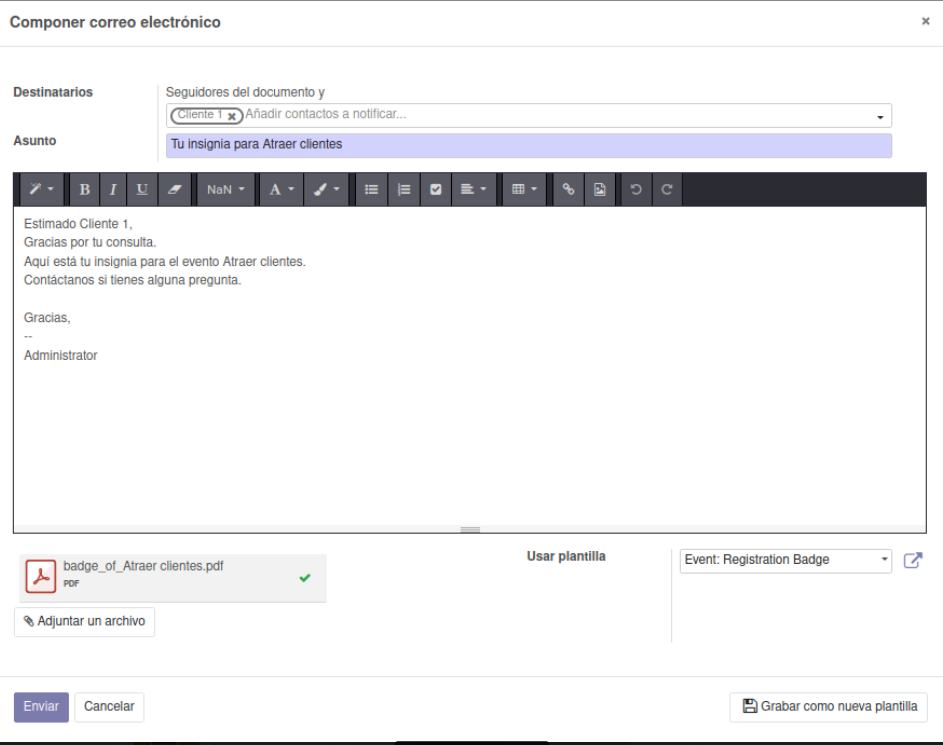 Componer correo electrónico
×
Destinatarios
Seguidores del documento y
Cliente 1 × Añadir contactos a notificar...
Asunto
Tu insignia para Atraer clientes
B I U NaN A
Estimado Cliente 1,
Gracias por tu consulta.
Aquí está tu insignia para el evento Atraer clientes.
Contáctanos si tienes alguna pregunta.
Gracias,
--
Administrator
badge_of_Atraer clientes.pdf
PDF
Usar plantilla
Event: Registration Badge
Adjuntar un archivo
Enviar
Cancelar
Grabar como nueva plantilla